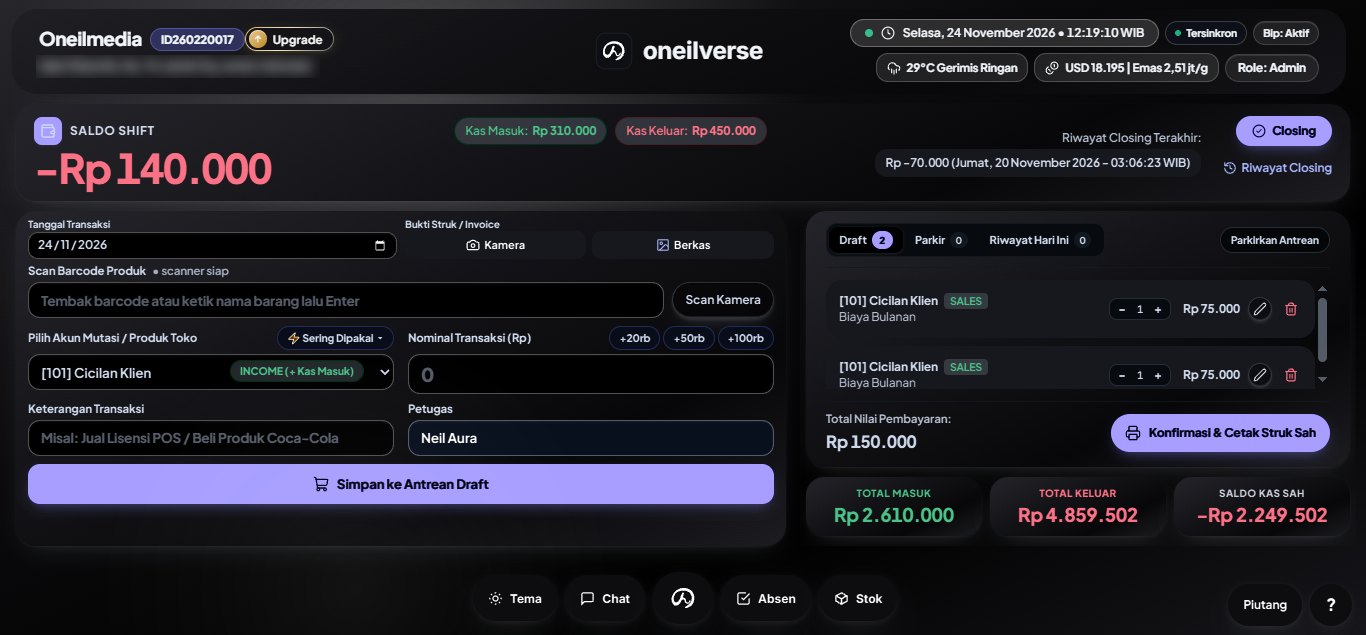 Oneilmedia ID260220017 Upgrade
oneilverse
Selasa, 24 November 2026 • 12:19:10 WIB
Tersinkron
Bip: Aktif
29°C Gerimis Ringan
USD 18.195 | Emas 2,51 jt/g
Role: Admin
SALDO SHIFT
-Rp 140.000
Kas Masuk: Rp 310.000
Kas Keluar: Rp 450.000
Riwayat Closing Terakhir:
Rp -70.000 (Jumat, 20 November 2026 - 03:06:23 WIB)
Closing
Riwayat Closing
Tanggal Transaksi
24/11/2026
Bukti Struk / Invoice
Kamera
Berkas
Scan Barcode Produk • scanner siap
Tembak barcode atau ketik nama barang lalu Enter
Scan Kamera
Pilih Akun Mutasi / Produk Toko
Sering Dipakai
[101] Cicilan Klien
INCOME (+ Kas Masuk)
Nominal Transaksi (Rp)
+20rb
+50rb
+100rb
0
Keterangan Transaksi
Misal: Jual Lisensi POS / Beli Produk Coca-Cola
Petugas
Neil Aura
Simpan ke Antrean Draft
Draft 2
Parkir 0
Riwayat Hari Ini 0
Parkirkan Antrean
[101] Cicilan Klien SALES
Biaya Bulanan
- 1 +
Rp 75.000
[101] Cicilan Klien SALES
Biaya Bulanan
- 1 +
Rp 75.000
Total Nilai Pembayaran:
Rp 150.000
Konfirmasi & Cetak Struk Sah
TOTAL MASUK
Rp 2.610.000
TOTAL KELUAR
Rp 4.859.502
SALDO KAS SAH
-Rp 2.249.502
Tema
Chat
Absen
Stok
Piutang
?